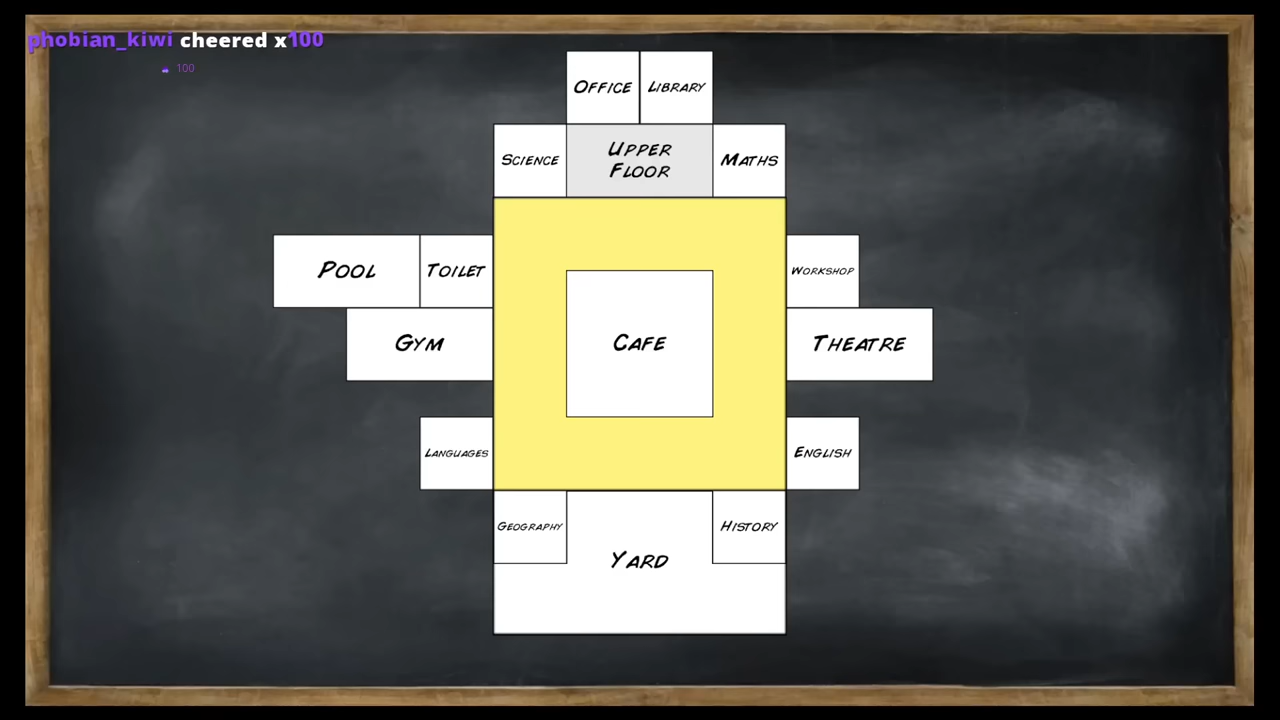 phobian_kiwi cheered x100
100
Office Library
Science Upper Floor Maths
Pool Toilet Workshop
Gym Cafe Theatre
Languages English
Geography History
Yard